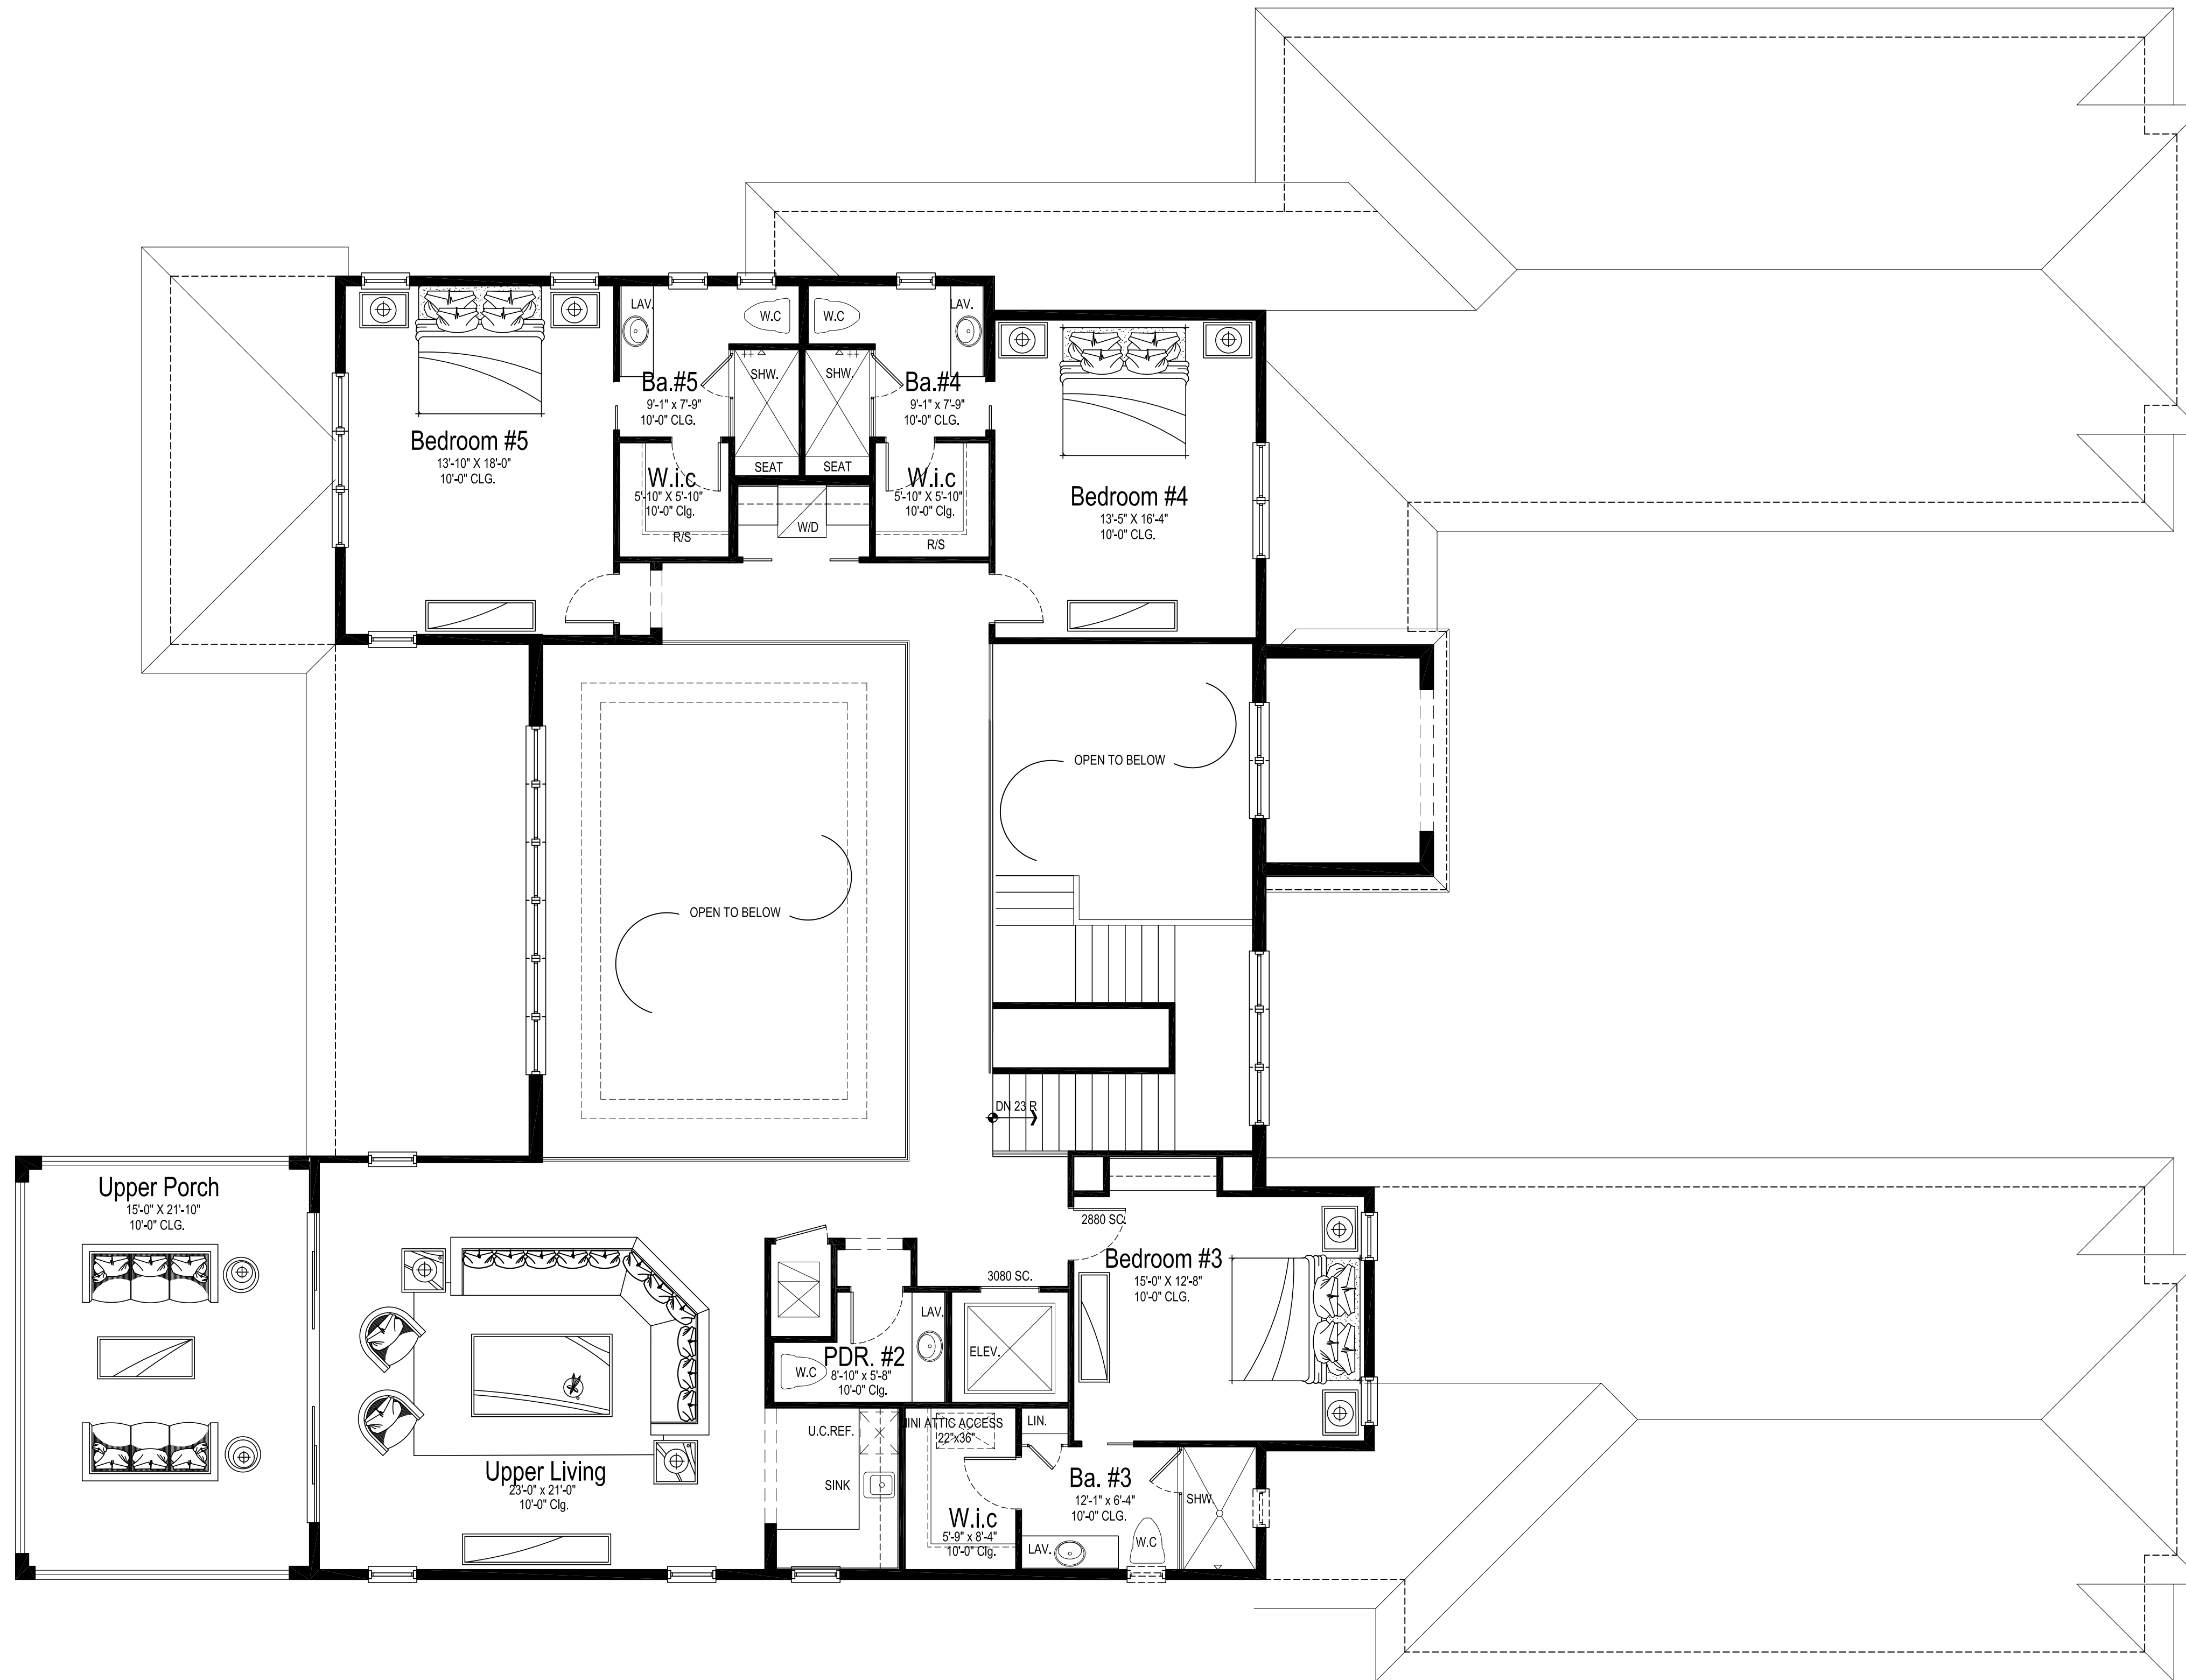 LAV.
W.C
W.C
LAV.
SHW.
SHW.
Ba.#5
9'-1" x 7'-9"
10'-0" CLG.
Ba.#4
9'-1" x 7'-9"
10'-0" CLG.
Bedroom #5
13'-10" X 18'-0"
10'-0" CLG.
SEAT
SEAT
W.i.c
5'-10" X 5'-10"
10'-0" Clg.
R/S
W/D
W.i.c
5'-10" X 5'-10"
10'-0" Clg.
R/S
Bedroom #4
13'-5" X 16'-4"
10'-0" CLG.
OPEN TO BELOW
OPEN TO BELOW
DN 23 R
Upper Porch
15'-0" X 21'-10"
10'-0" CLG.
2880 SC.
Bedroom #3
15'-0" X 12'-8"
10'-0" CLG.
3080 SC.
LAV.
ELEV.
PDR. #2
8'-10" x 5'-8"
10'-0" Clg.
W.C
U.C.REF.
MINI ATTIC ACCESS
22"x36"
LIN.
Upper Living
23'-0" x 21'-0"
10'-0" Clg.
SINK
Ba. #3
12'-1" x 6'-4"
10'-0" CLG.
SHW.
W.i.c
5'-9" x 8'-4"
10'-0" Clg.
LAV.
W.C